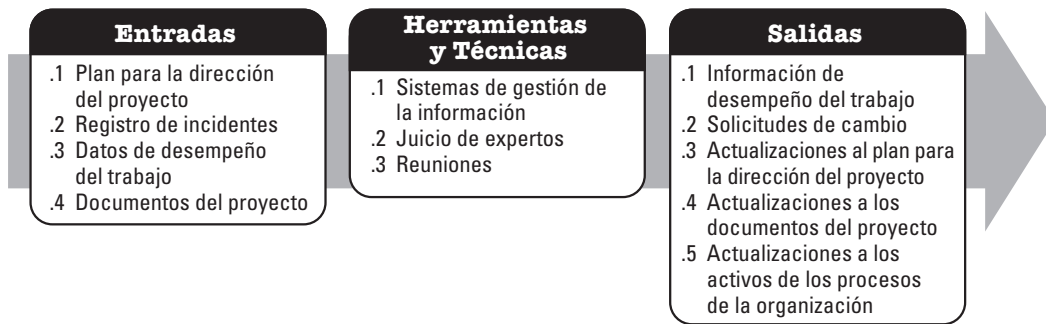 Entradas
.1 Plan para la dirección
del proyecto
.2 Registro de incidentes
.3 Datos de desempeño
del trabajo
.4 Documentos del proyecto
Herramientas
y Técnicas
.1 Sistemas de gestión de
la información
.2 Juicio de expertos
.3 Reuniones
Salidas
.1 Información de
desempeño del trabajo
.2 Solicitudes de cambio
.3 Actualizaciones al plan para
la dirección del proyecto
.4 Actualizaciones a los
documentos del proyecto
.5 Actualizaciones a los
activos de los procesos
de la organización